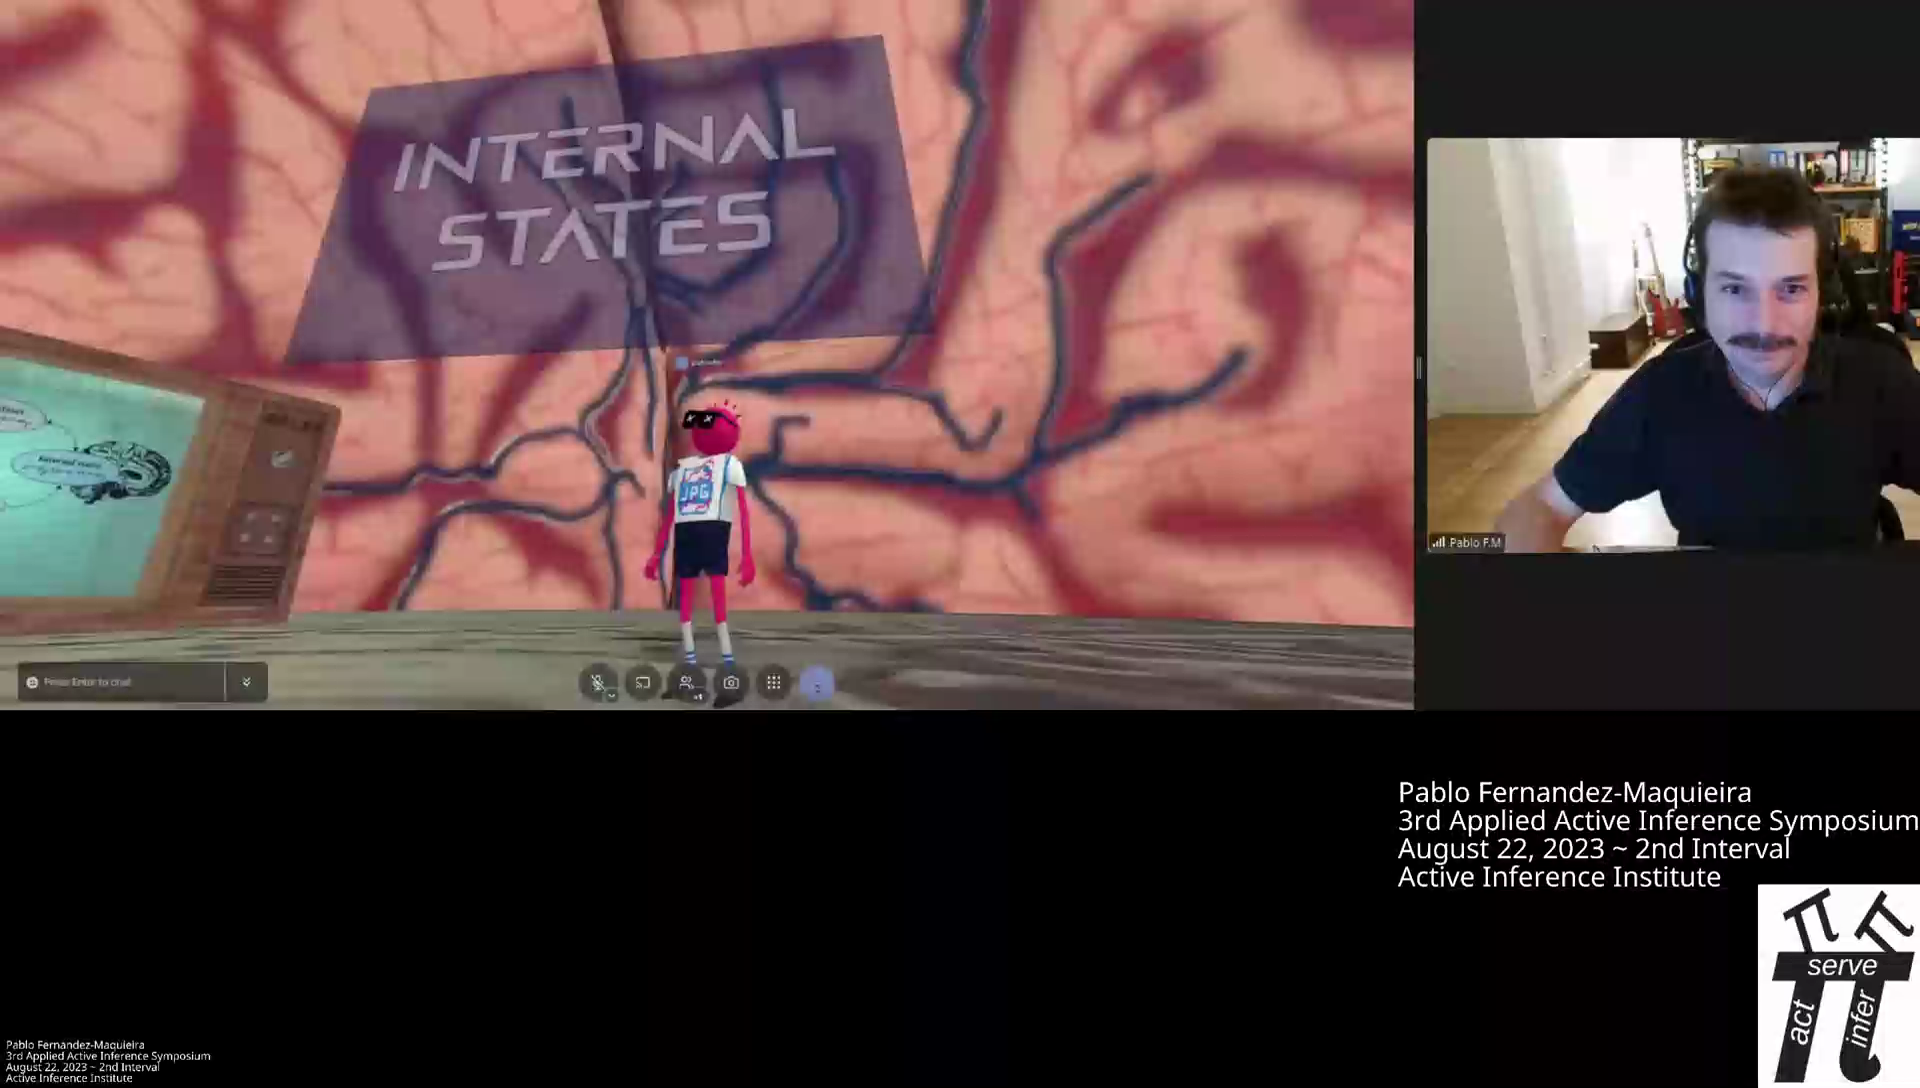 INTERNAL
STATES
JPG
Press Enter to chat
Pablo F.M
Pablo Fernandez-Maquieira
3rd Applied Active Inference Symposium
August 22, 2023 ~ 2nd Interval
Active Inference Institute
serve
act
infer
Pablo Fernandez-Maquieira
3rd Applied Active Inference Symposium
August 22, 2023 ~ 2nd Interval
Active Inference Institute